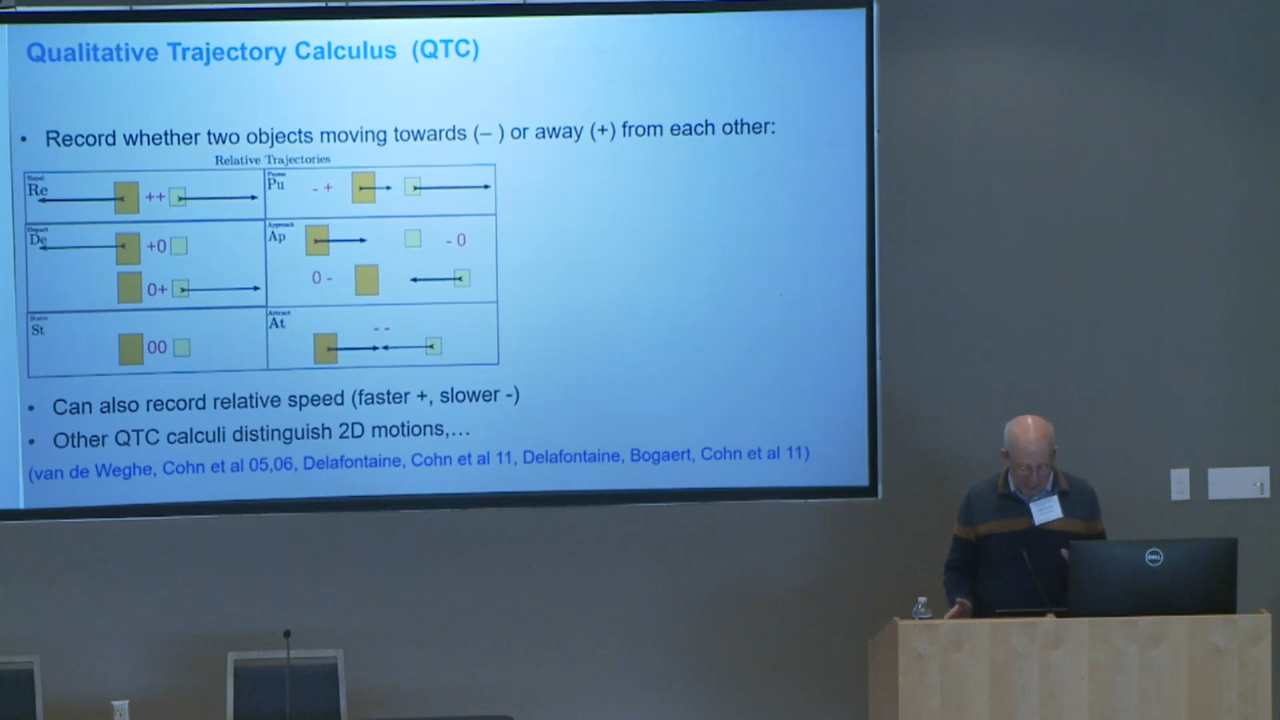 Qualitative Trajectory Calculus (QTC)
• Record whether two objects moving towards (– ) or away (+) from each other:
Relative Trajectories
Repel
Re
++
Pursue
Pu
- +
Depart
De
+0
0+
Approach
Ap
- 0
0 -
Static
St
00
Attract
At
- -
• Can also record relative speed (faster +, slower -)
• Other QTC calculi distinguish 2D motions,…
(van de Weghe, Cohn et al 05,06, Delafontaine, Cohn et al 11, Delafontaine, Bogaert, Cohn et al 11)
DELL